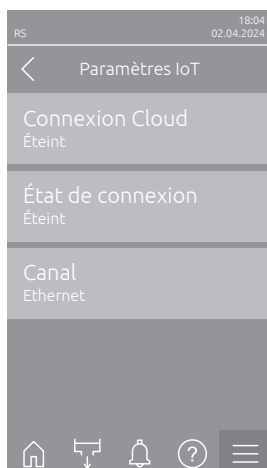 18:04
RS 02.04.2024
Paramètres IoT
Connexion Cloud
Éteint
État de connexion
Éteint
Canal
Ethernet
?